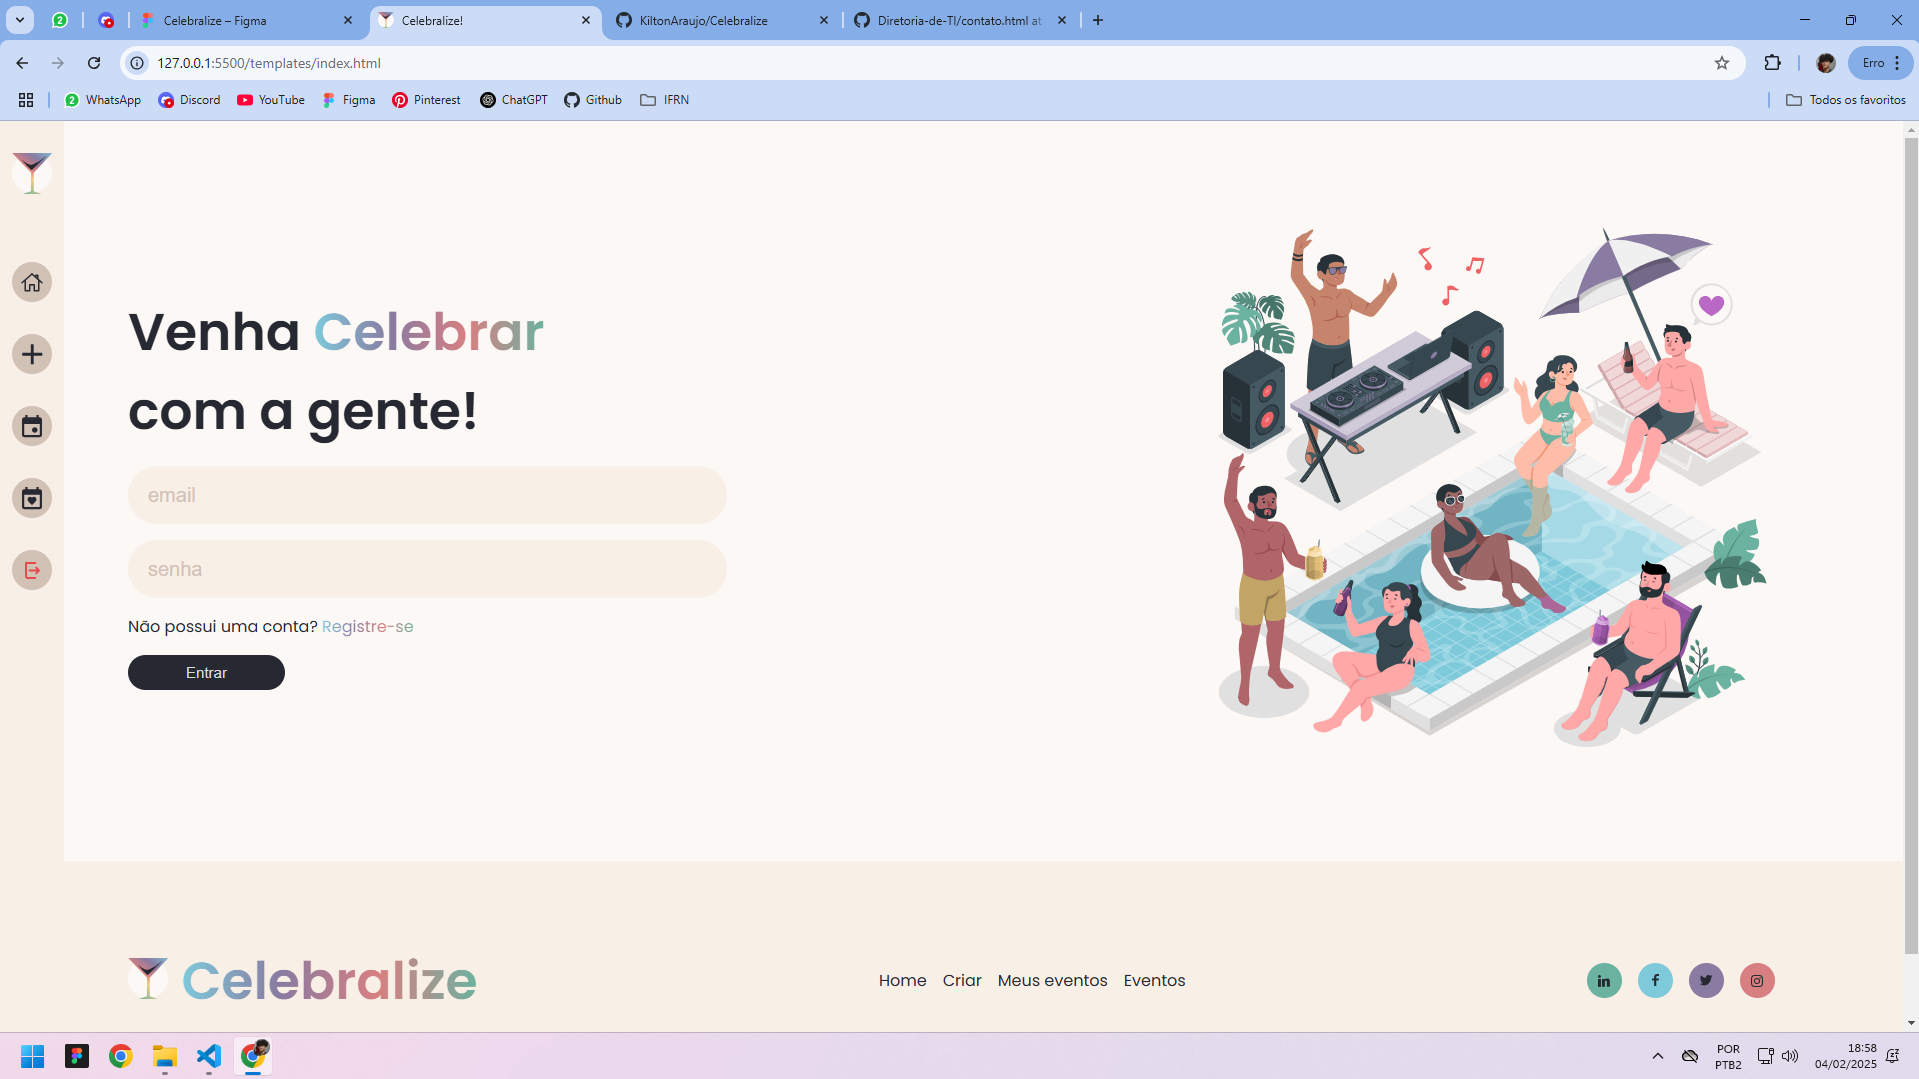 2
Celebralize – Figma
Celebralize!
KiltonAraujo/Celebralize
Diretoria-de-TI/contato.html at
127.0.0.1:5500/templates/index.html
Erro
2 WhatsApp
Discord
YouTube
Figma
Pinterest
ChatGPT
Github
IFRN
Todos os favoritos
Venha Celebrar
com a gente!
email
senha
Não possui uma conta? Registre-se
Entrar
Celebralize
Home
Criar
Meus eventos
Eventos
POR
PTB2
18:58
04/02/2025